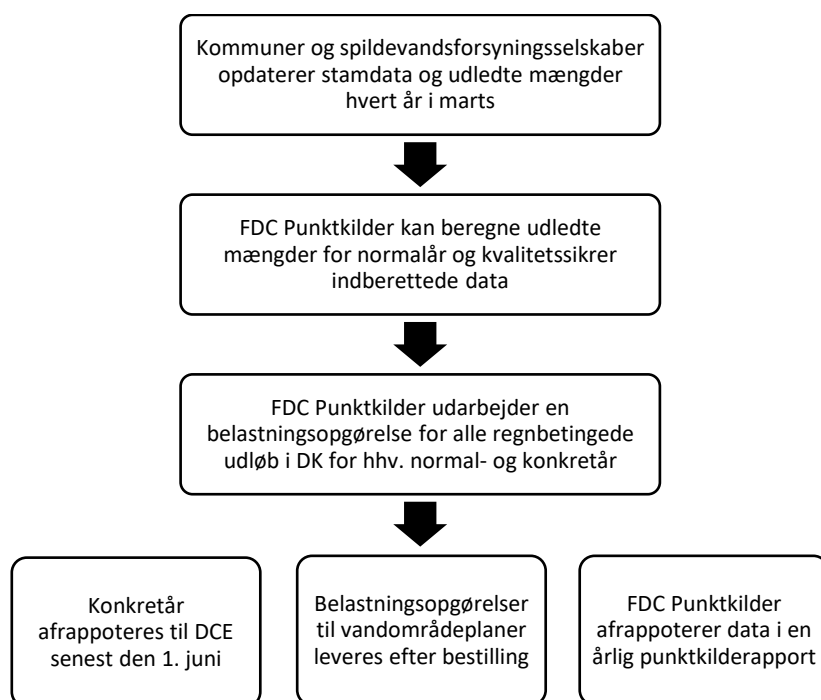 Kommuner og spildevandsforsyningsselskaber
opdaterer stamdata og udledte mængder
hvert år i marts
FDC Punktkilder kan beregne udledte
mængder for normalår og kvalitetssikrer
indberettede data
FDC Punktkilder udarbejder en
belastningsopgørelse for alle regnbetingede
udløb i DK for hhv. normal- og konkretår
Konkretår
afrappoteres til DCE
senest den 1. juni
Belastningsopgørelser
til vandområdeplaner
leveres efter bestilling
FDC Punktkilder
afrappoterer data i en
årlig punktkilderapport